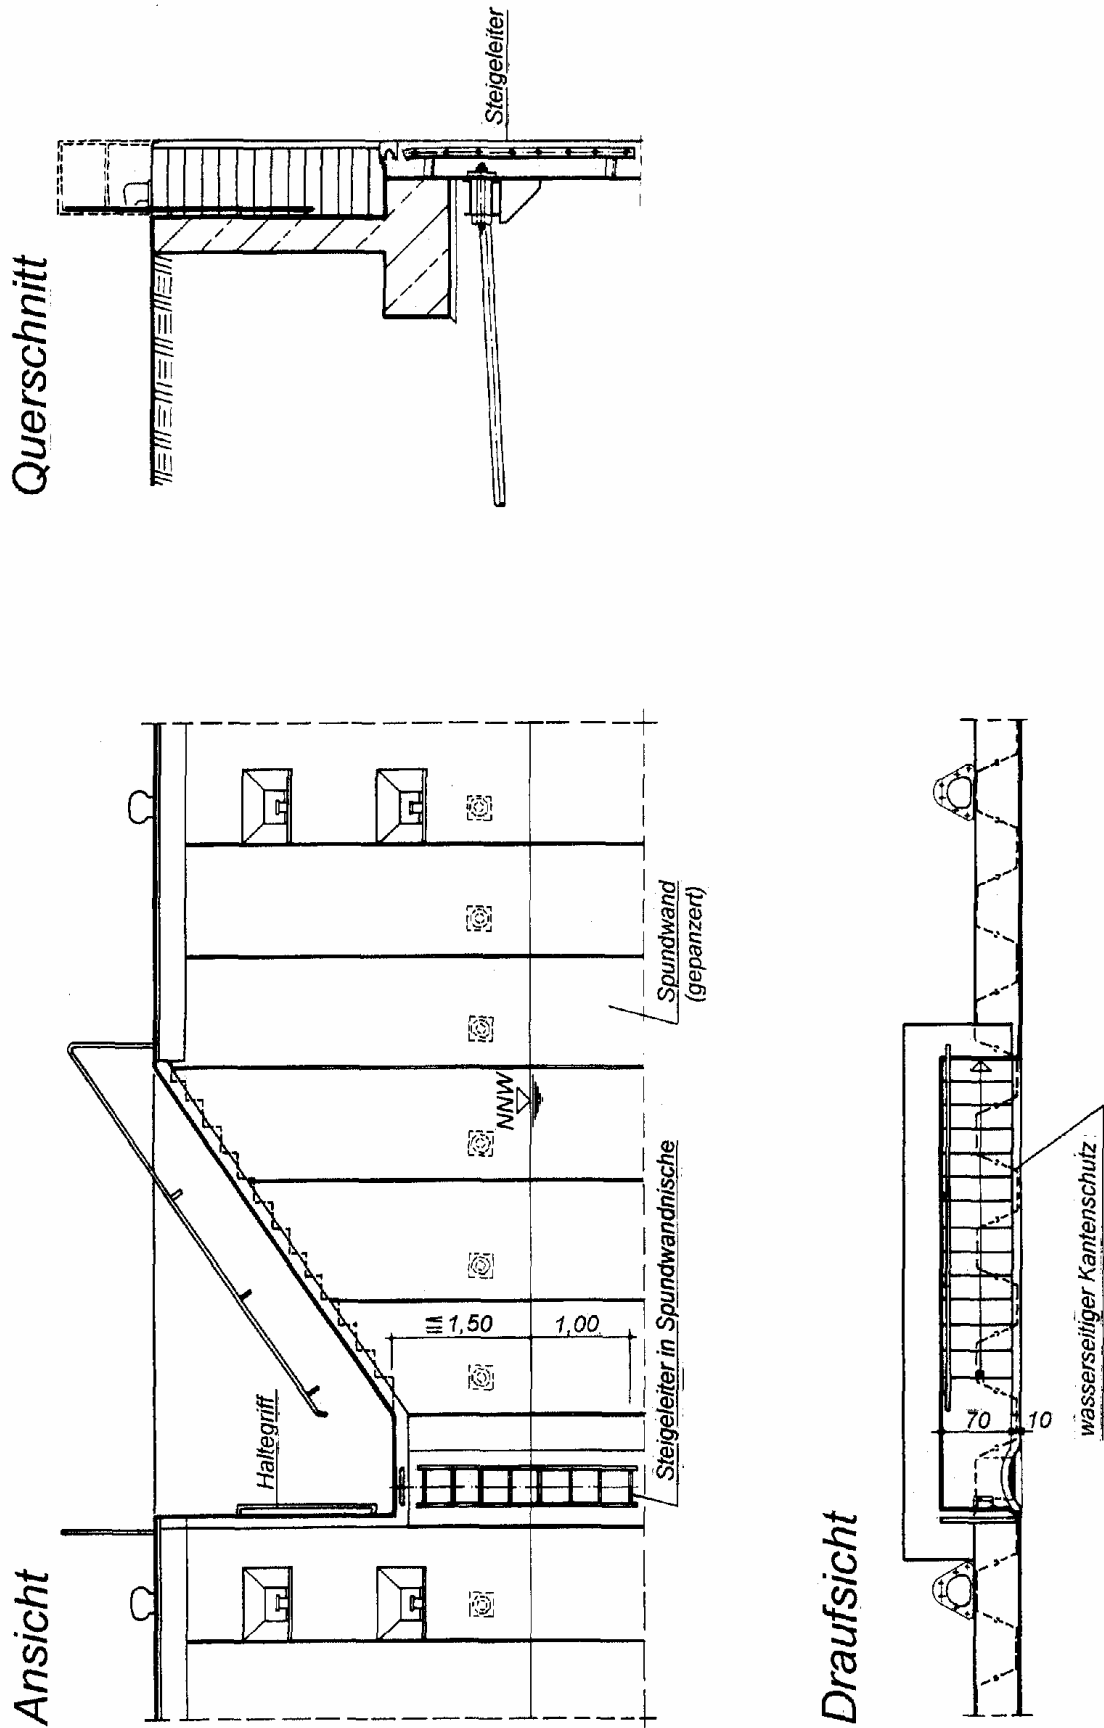 Ansicht
Haltegriff
≦ 1,50
1,00
NNW
Steigeleiter in Spundwandnische
Spundwand
(gepanzert)
Querschnitt
Steigeleiter
Draufsicht
70
10
wasserseitiger Kantenschutz